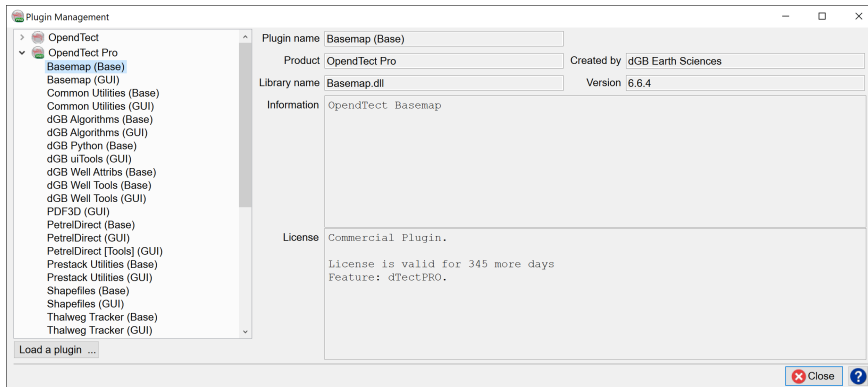 Plugin Management
OpendTect
OpendTect Pro
Basemap (Base)
Basemap (GUI)
Common Utilities (Base)
Common Utilities (GUI)
dGB Algorithms (Base)
dGB Algorithms (GUI)
dGB Python (Base)
dGB uiTools (GUI)
dGB Well Attribs (Base)
dGB Well Tools (Base)
dGB Well Tools (GUI)
PDF3D (GUI)
PetrelDirect (Base)
PetrelDirect (GUI)
PetrelDirect [Tools] (GUI)
Prestack Utilities (Base)
Prestack Utilities (GUI)
Shapefiles (Base)
Shapefiles (GUI)
Thalweg Tracker (Base)
Thalweg Tracker (GUI)
Load a plugin ...
Plugin name Basemap (Base)
Product OpendTect Pro Created by dGB Earth Sciences
Library name Basemap.dll Version 6.6.4
Information OpendTect Basemap
License Commercial Plugin.
License is valid for 345 more days
Feature: dTectPRO.
Close ?